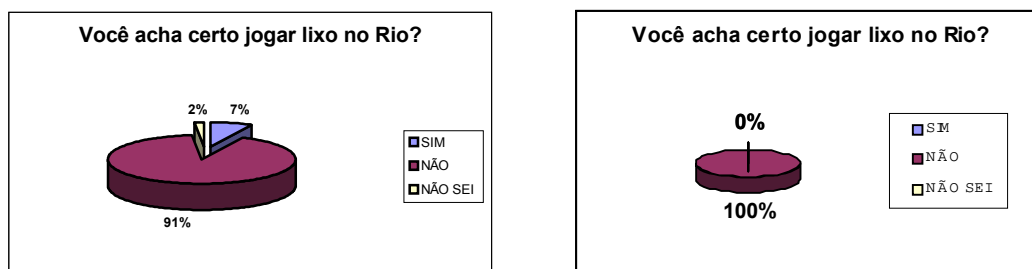 Você acha certo jogar lixo no Rio?
2%
7%
91%
SIM
NÃO
NÃO SEI
Você acha certo jogar lixo no Rio?
0%
100%
SIM
NÃO
NÃO SEI